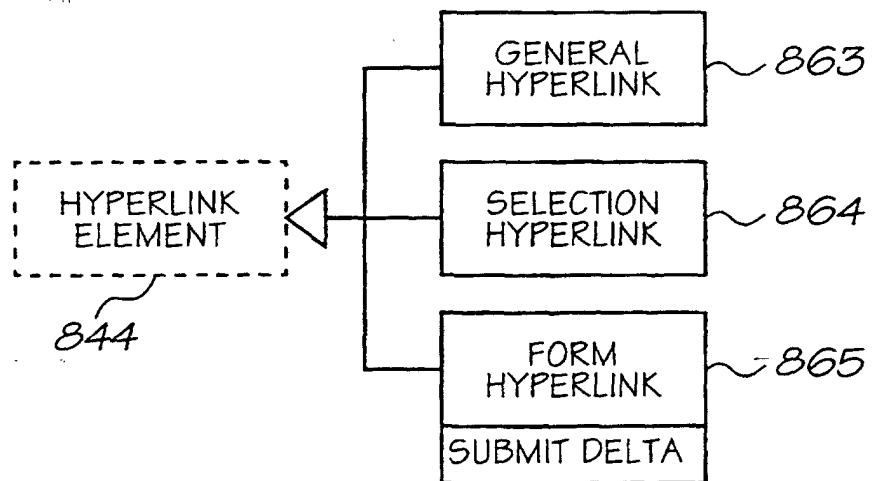 GENERAL
HYPERLINK
863
HYPERLINK
ELEMENT
844
SELECTION
HYPERLINK
864
FORM
HYPERLINK
865
SUBMIT DELTA